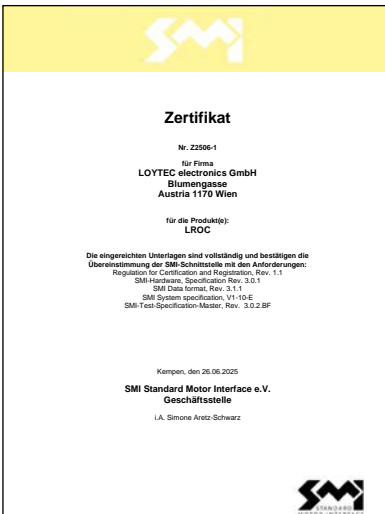 SMI
Zertifikat
Nr. Z2506-1
für Firma
LOYTEC electronics GmbH
Blumengasse
Austria 1170 Wien
für die Produkt(e):
LROC
Die eingereichten Unterlagen sind vollständig und bestätigen die
Übereinstimmung der SMI-Schnittstelle mit den Anforderungen:
Regulation for Certification and Registration, Rev. 1.1
SMI-Hardware, Specification Rev. 3.0.1
SMI Data format, Rev. 3.1.1
SMI System specification, V1-10-E
SMI-Test-Specification-Master, Rev. 3.0.2.BF
Kempen, den 26.06.2025
SMI Standard Motor Interface e.V.
Geschäftsstelle
i.A. Simone Aretz-Schwarz
SMI
STANDARD
MOTOR INTERFACE